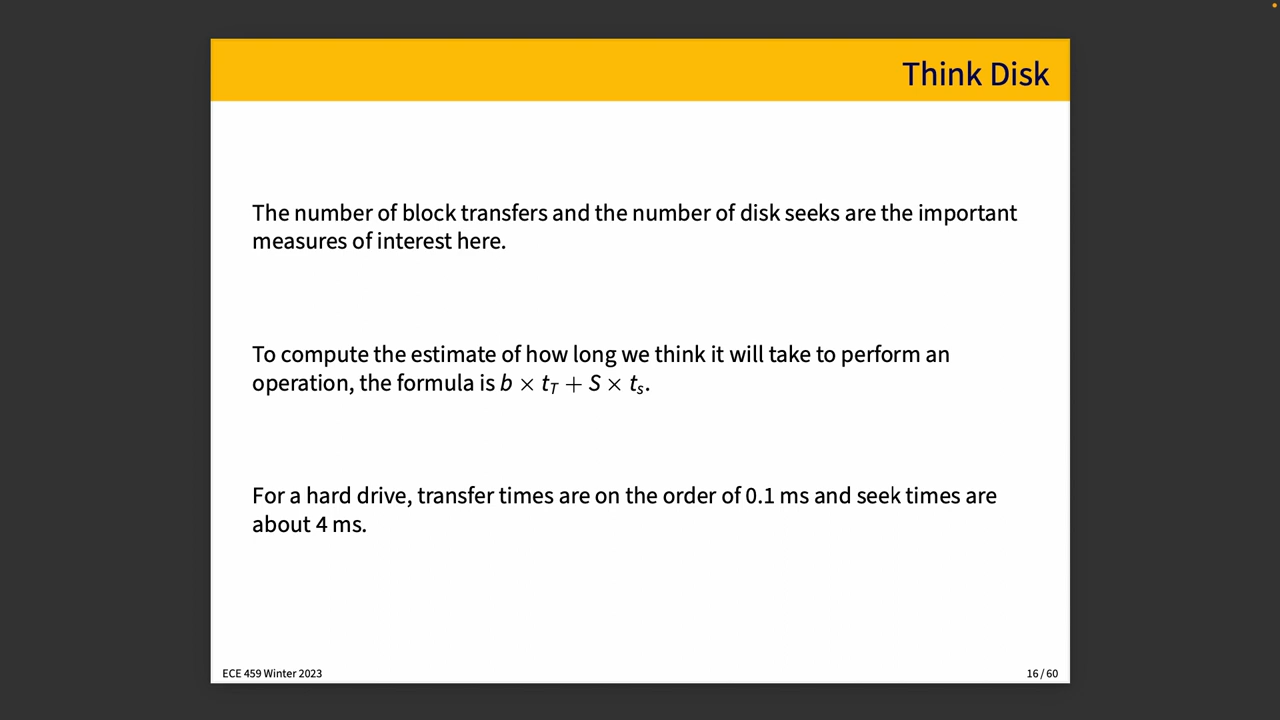 Think Disk
The number of block transfers and the number of disk seeks are the important
measures of interest here.
To compute the estimate of how long we think it will take to perform an
operation, the formula is b × t_T + S × t_s.
For a hard drive, transfer times are on the order of 0.1 ms and seek times are
about 4 ms.
ECE 459 Winter 2023
16 / 60